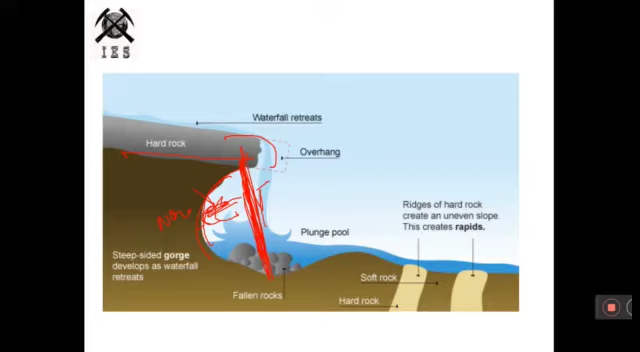 IES
Waterfall retreats
Hard rock
Overhang
Ridges of hard rock
create an uneven slope.
This creates rapids.
Plunge pool
Steep-sided gorge
develops as waterfall
retreats
Soft rock
Fallen rocks
Hard rock